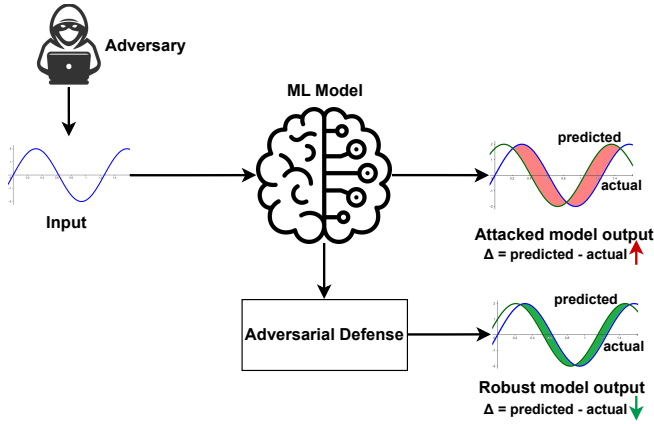 Adversary
ML Model
Input
predicted
actual
Attacked model output
Δ = predicted - actual
Adversarial Defense
predicted
actual
Robust model output
Δ = predicted - actual